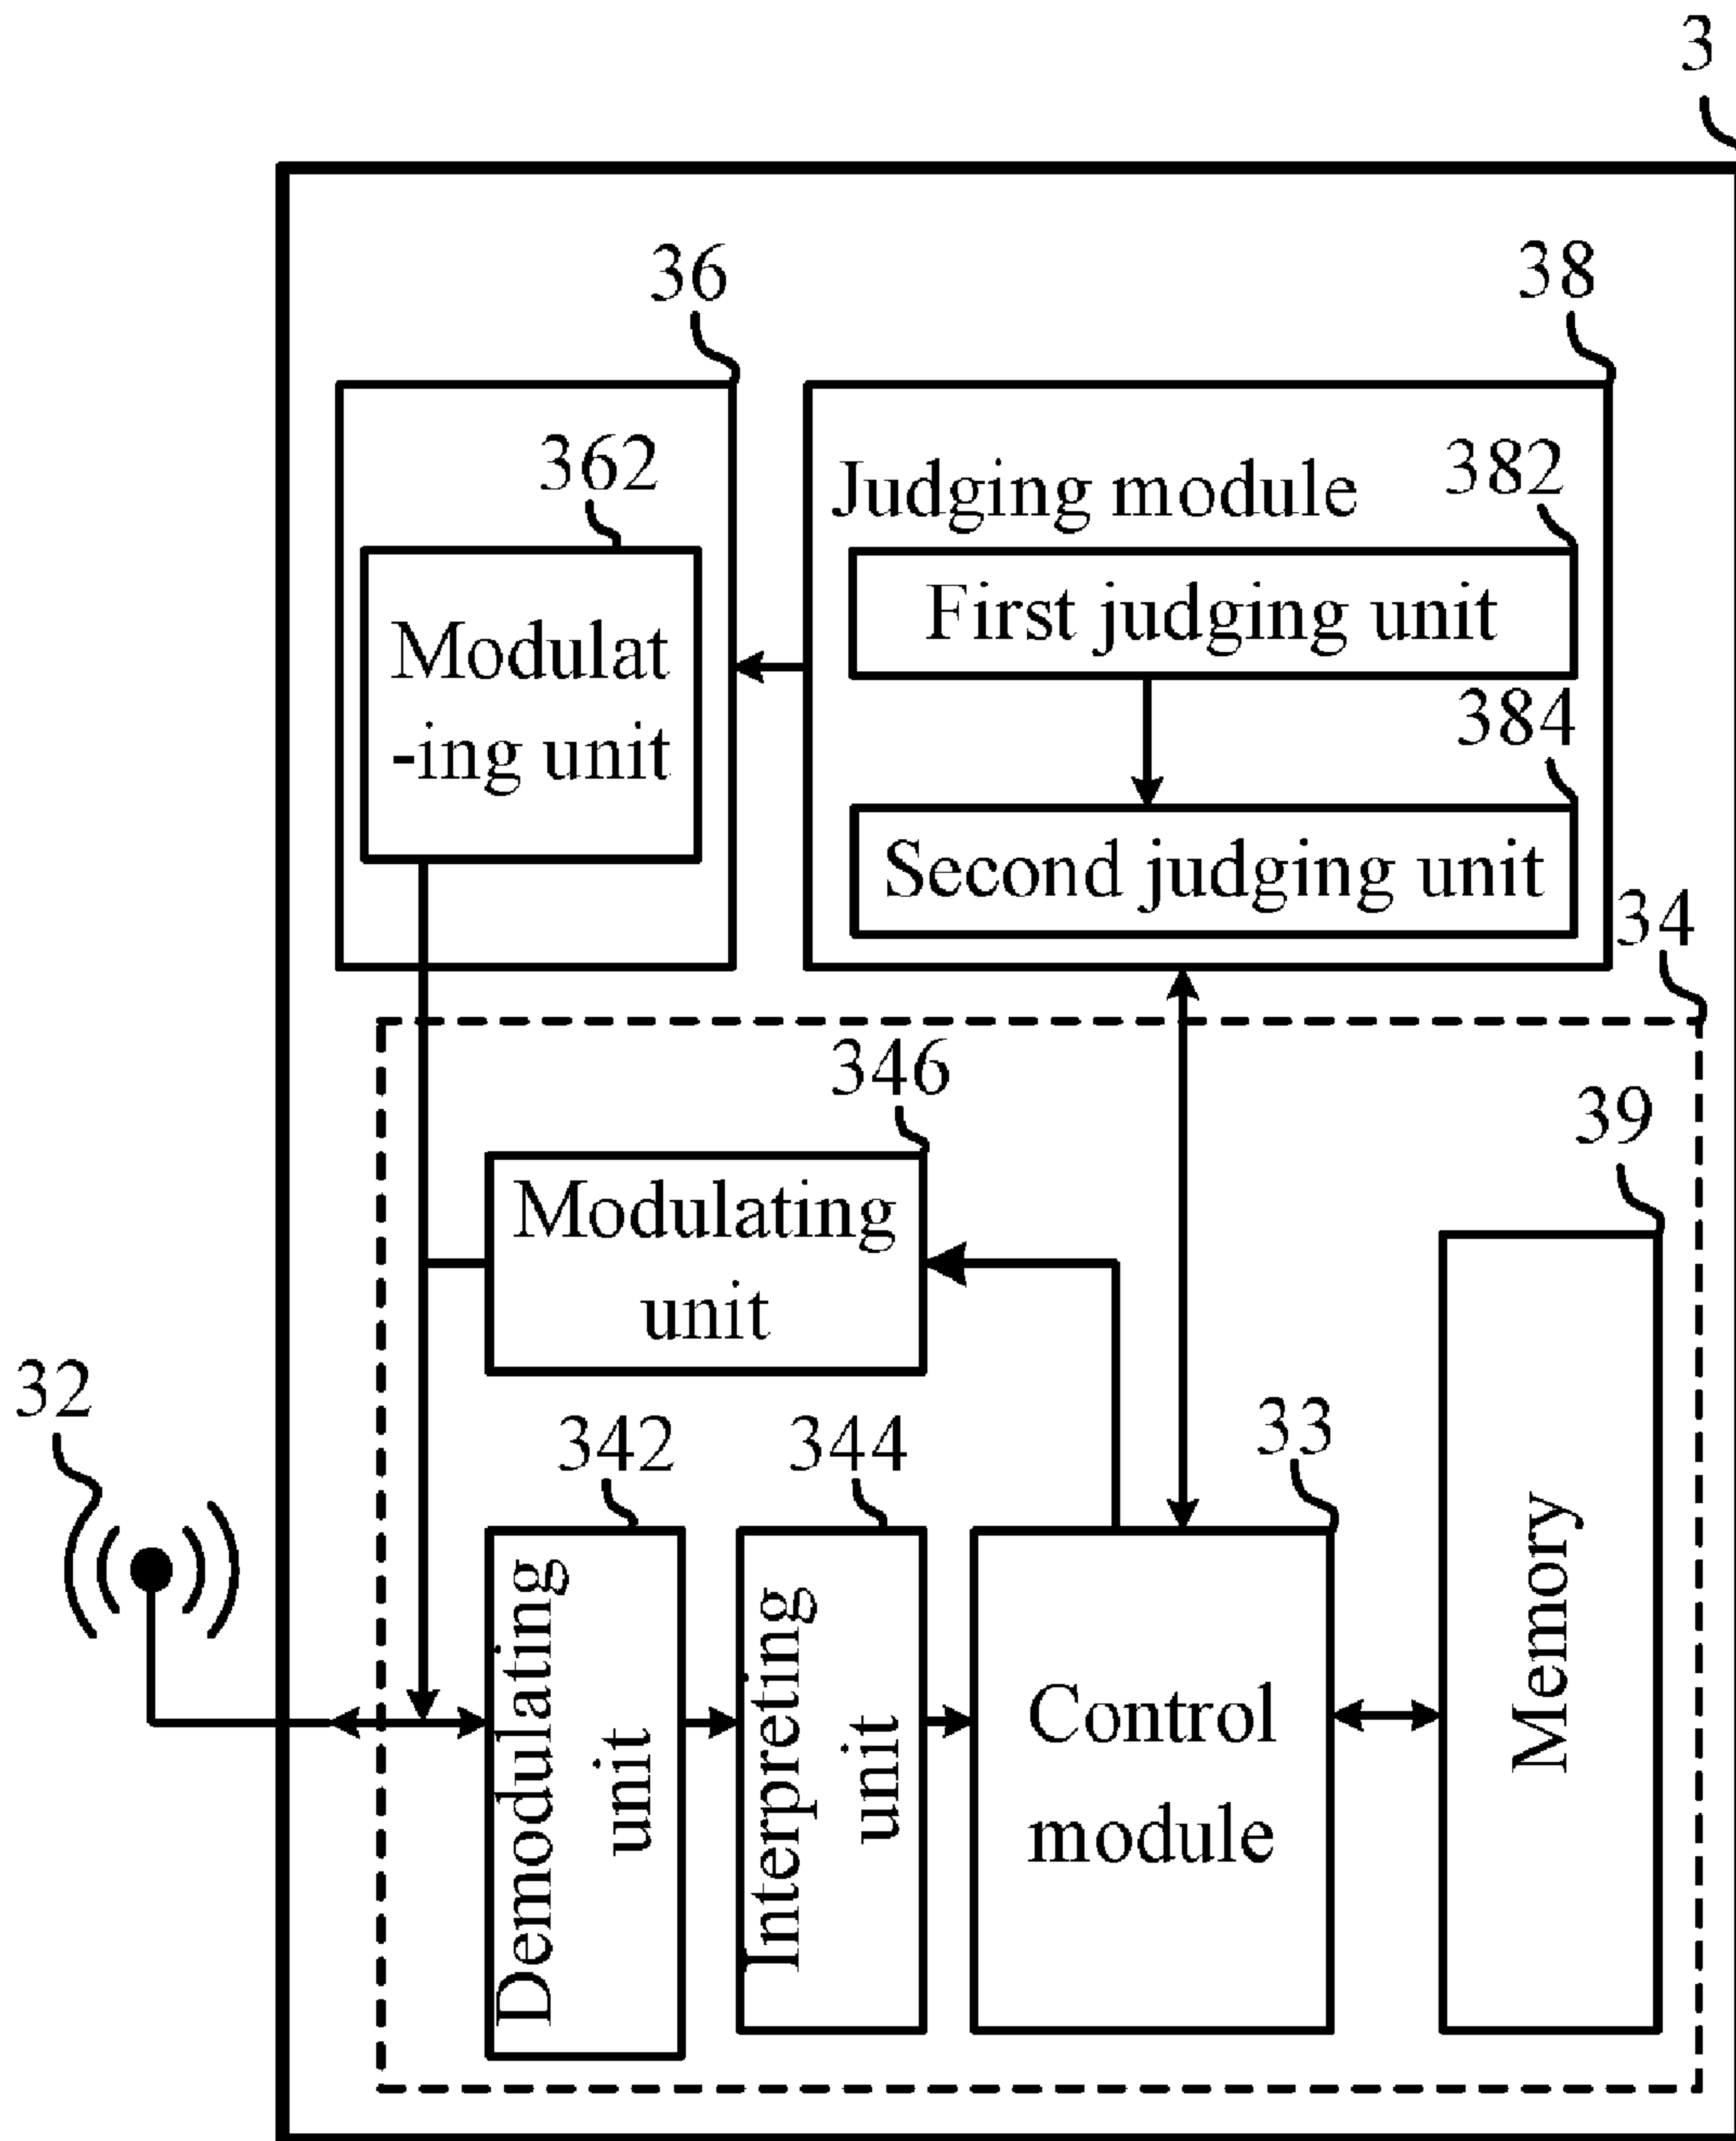 3
36
38
362
Judging module
382
First judging unit
Modulat
-ing unit
384
Second judging unit
34
346
39
Modulating
unit
32
342
344
33
Demodulating
unit
Interpreting
unit
Control
module
Memory